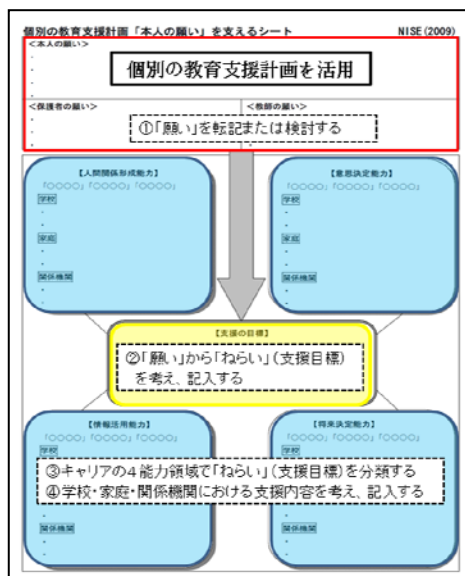 個別の教育支援計画「本人の願い」を支えるシート NISE(2009)
<本人の願い>
個別の教育支援計画を活用
<保護者の願い> <教師の願い>
①「願い」を転記または検討する
【人間関係形成能力】 【意思決定能力】
「○○○○」「○○○○」「○○○○」 「○○○○」「○○○○」「○○○○」
学校 学校
家庭 家庭
関係機関 関係機関
【支援の目標】
②「願い」から「ねらい」(支援目標)
を考え、記入する
【情報活用能力】 【将来決定能力】
「○○○○」「○○○○」「○○○○」 「○○○○」「○○○○」「○○○○」
学校 学校
③キャリアの4能力領域で「ねらい」(支援目標)を分類する
④学校・家庭・関係機関における支援内容を考え、記入する
関係機関 関係機関